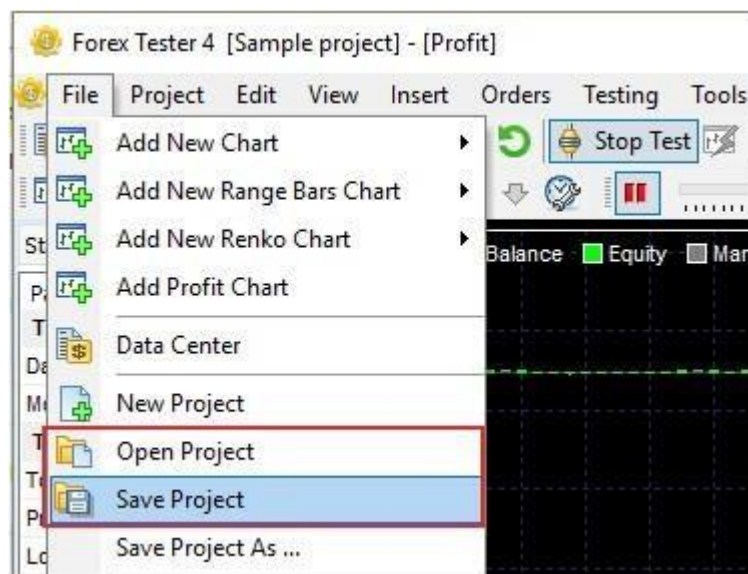 Forex Tester 4 [Sample project] - [Profit]
File Project Edit View Insert Orders Testing Tools
Add New Chart
Stop Test
Add New Range Bars Chart
Add New Renko Chart
Balance Equity
Add Profit Chart
Data Center
New Project
Open Project
Save Project
Save Project As ...